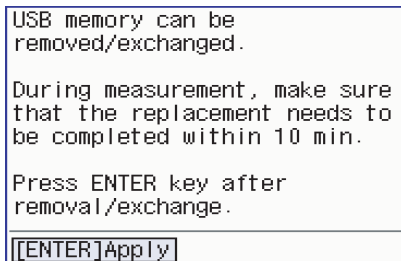 USB memory can be
removed/exchanged.
During measurement, make sure
that the replacement needs to
be completed within 10 min.
Press ENTER key after
removal/exchange.
[ENTER]Apply